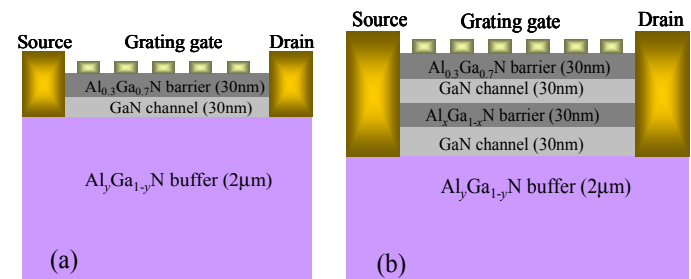 Source Grating gate Drain
Al0.3Ga0.7N barrier (30nm)
GaN channel (30nm)
AlyGa1-yN buffer (2μm)
(a)
Source Grating gate Drain
Al0.3Ga0.7N barrier (30nm)
GaN channel (30nm)
AlxGa1-xN barrier (30nm)
GaN channel (30nm)
AlyGa1-yN buffer (2μm)
(b)